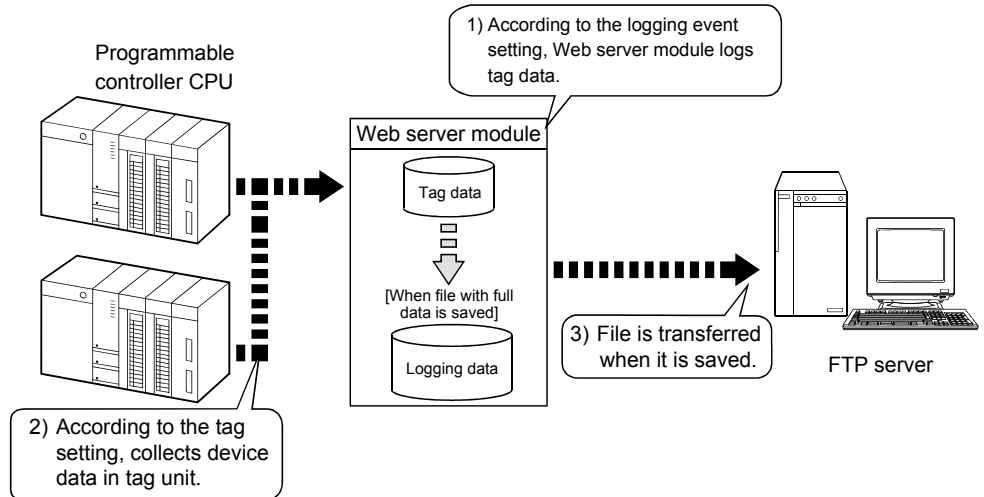 1) According to the logging event
setting, Web server module logs
tag data.
Programmable
controller CPU
Web server module
Tag data
[When file with full
data is saved]
Logging data
3) File is transferred
when it is saved.
FTP server
2) According to the tag
setting, collects device
data in tag unit.